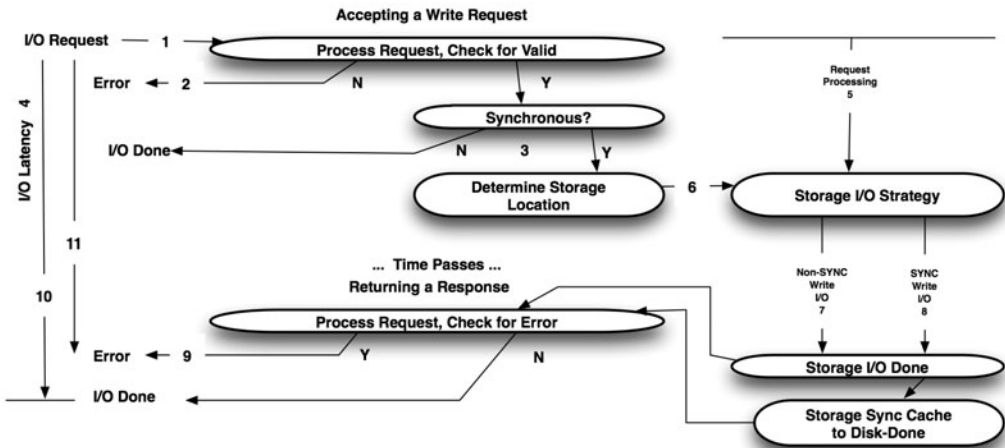 Accepting a Write Request
I/O Request
1
Process Request, Check for Valid
Error
2
N
Y
Request
Processing
5
I/O Latency 4
Synchronous?
I/O Done
N
3
Y
Determine Storage
Location
6
Storage I/O Strategy
11
10
... Time Passes ...
Returning a Response
Non-SYNC
Write
I/O
7
SYNC
Write
I/O
8
Process Request, Check for Error
Error
9
Y
N
Storage I/O Done
I/O Done
Storage Sync Cache
to Disk-Done